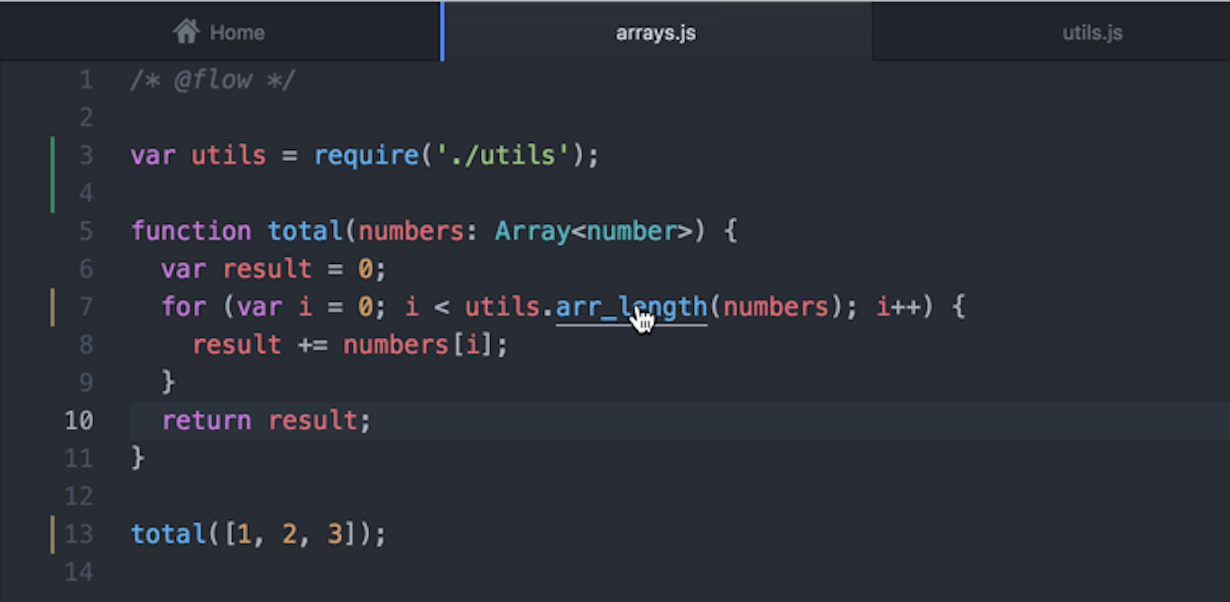 Home arrays.js utils.js
1 /* @flow */
2
3 var utils = require('./utils');
4
5 function total(numbers: Array<number>) {
6   var result = 0;
7   for (var i = 0; i < utils.arr_length(numbers); i++) {
8     result += numbers[i];
9   }
10   return result;
11 }
12
13 total([1, 2, 3]);
14